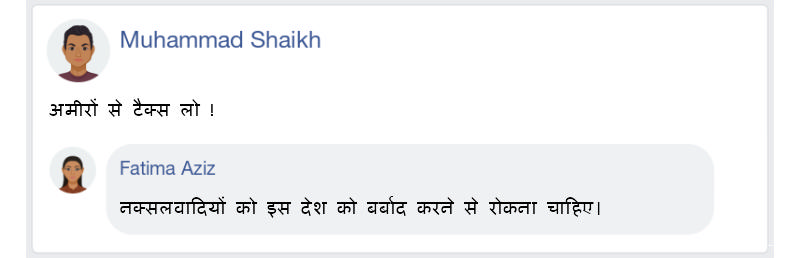 Muhammad Shaikh
अमीरों से टैक्स लो !
Fatima Aziz
नक्सलवादियों को इस देश को बर्बाद करने से रोकना चाहिए।